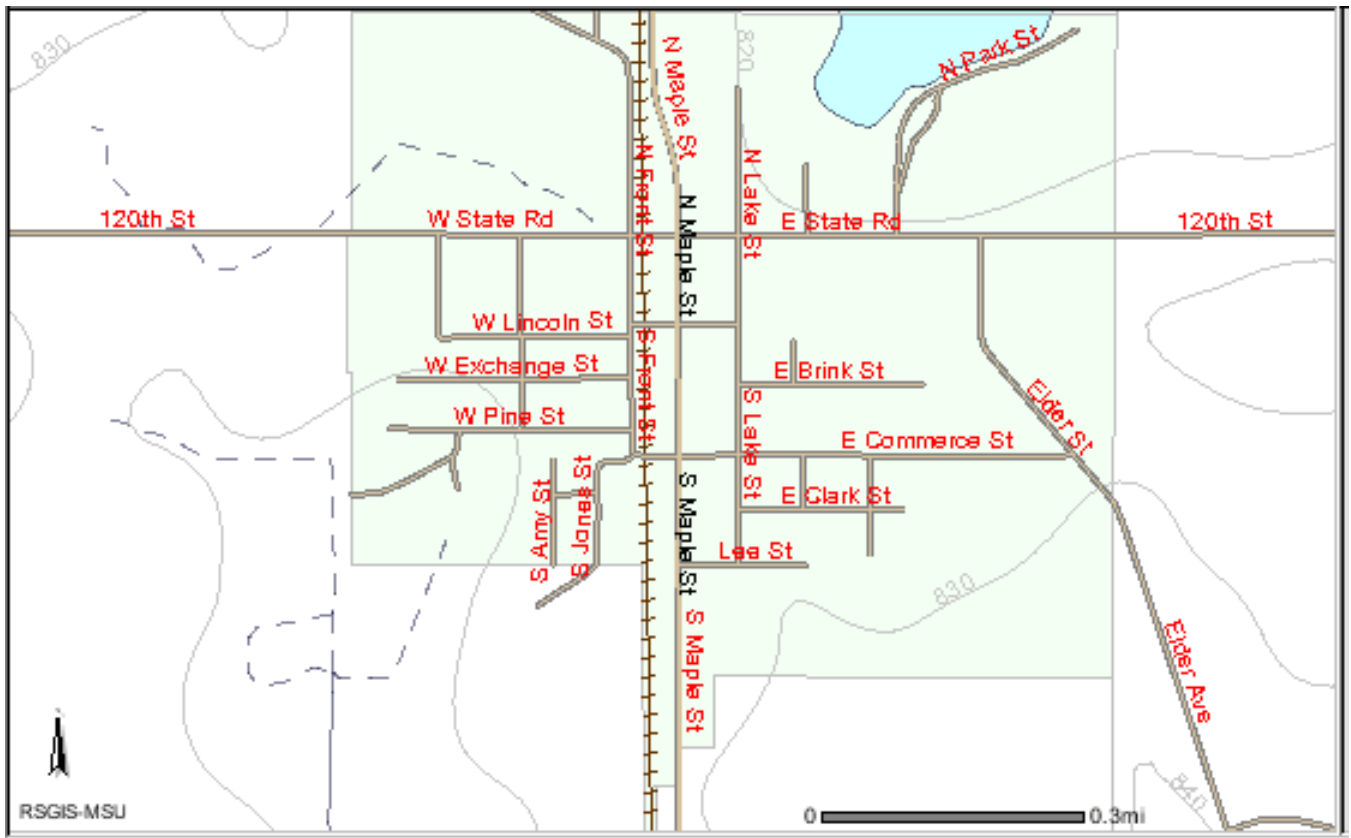 830
820
N Maple St
N Park St
N Front St
N Lake St
N Maple St
120th St
W State Rd
E State Rd
120th St
W Lincoln St
S Front St
W Exchange St
E Brink St
Elder St
S Lake St
W Pine St
E Commerce St
S Amy St
S Jones St
S Maple St
E Clark St
Lee St
830
S Maple St
Elder Ave
840
RSGIS-MSU
0 0.3mi